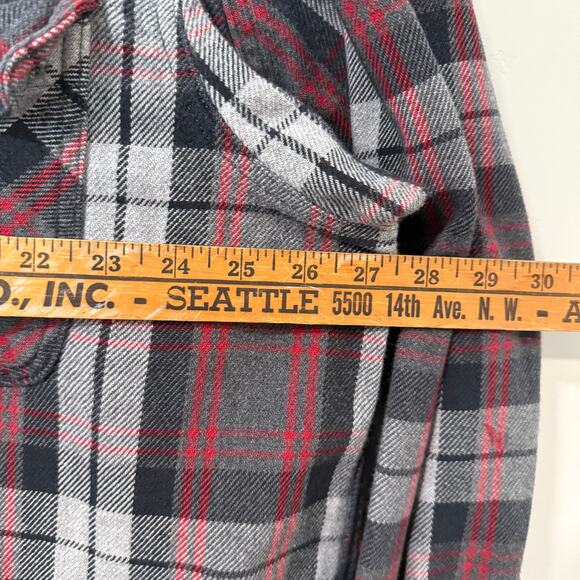 22 23 24 25 26 27 28 29 30
O., INC. - SEATTLE 5500 14th Ave. N. W. - A